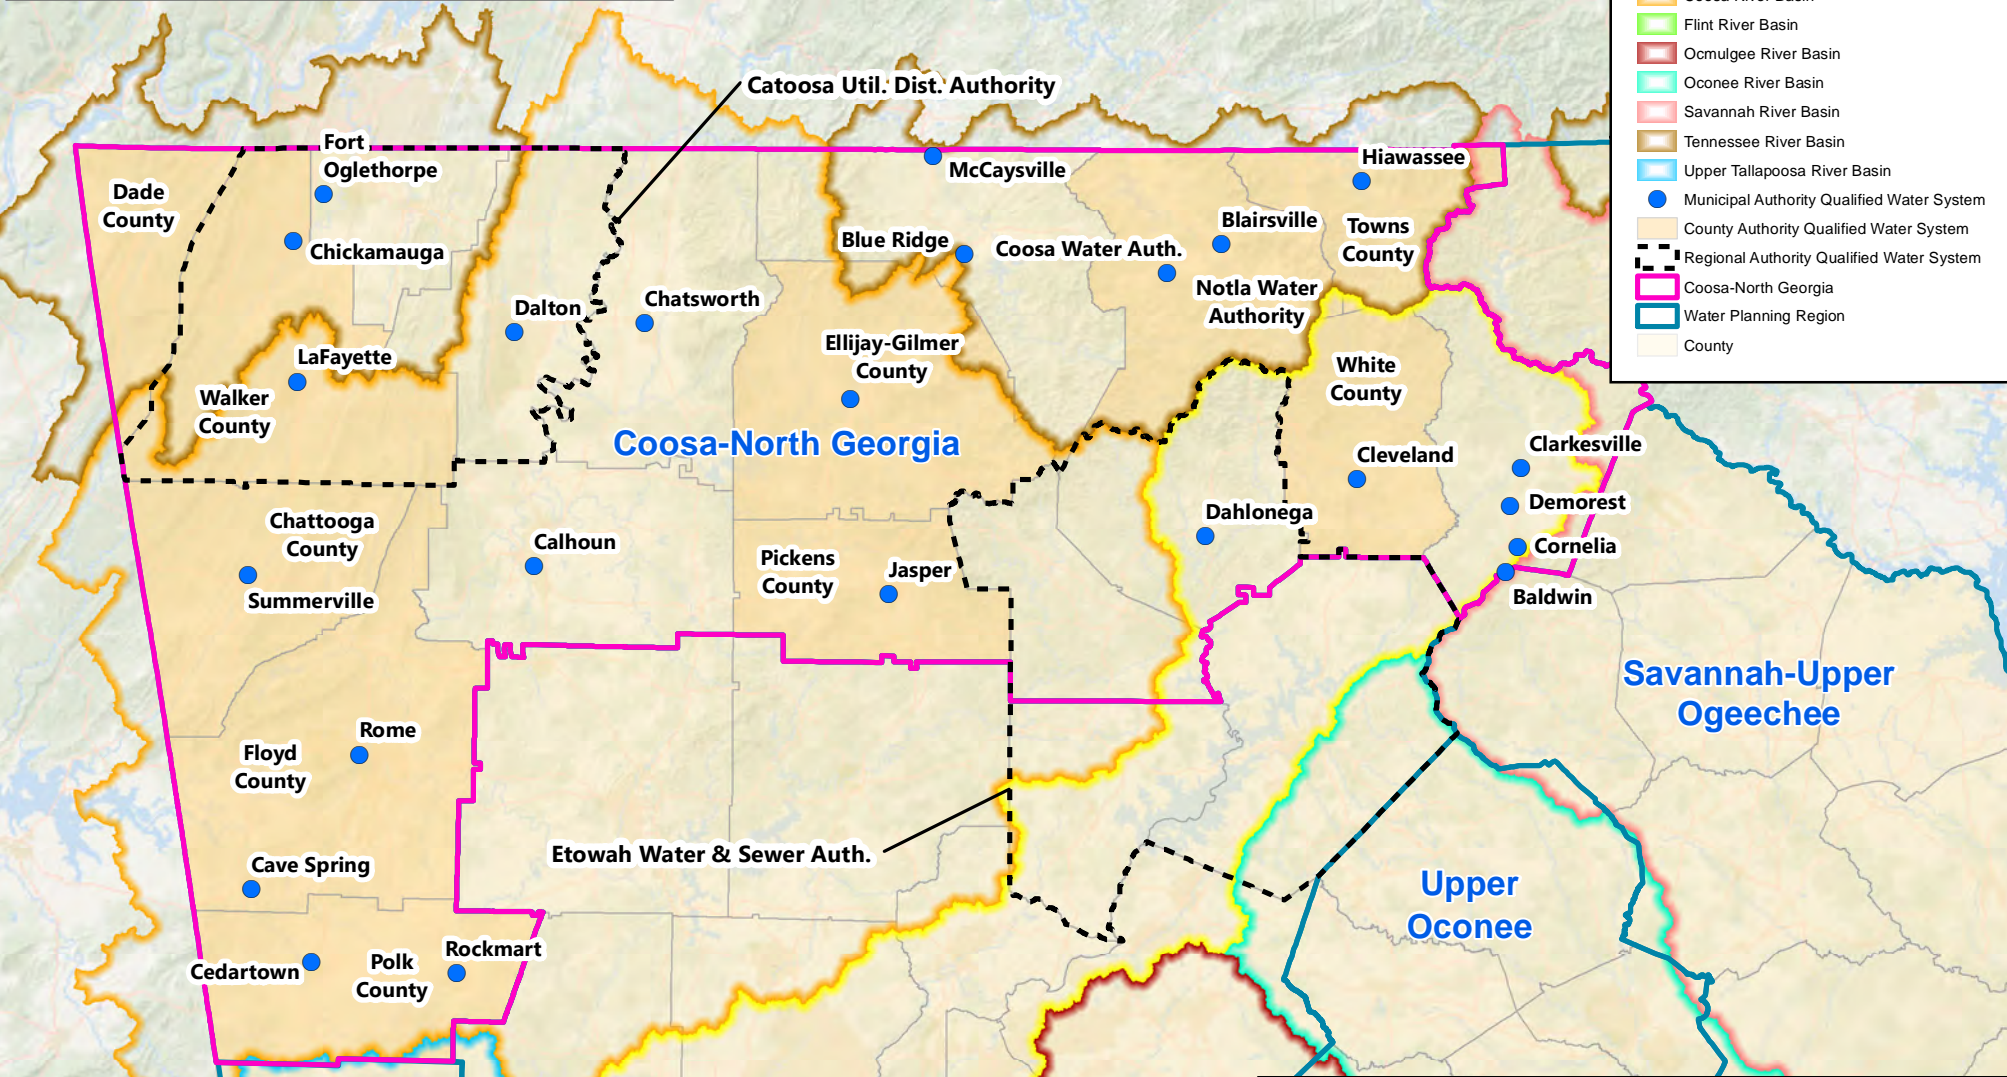 Coosa River Basin
Flint River Basin
Ocmulgee River Basin
Oconee River Basin
Savannah River Basin
Tennessee River Basin
Upper Tallapoosa River Basin
Municipal Authority Qualified Water System
County Authority Qualified Water System
Regional Authority Qualified Water System
Coosa-North Georgia
Water Planning Region
County
Catoosa Util. Dist. Authority
Fort
Oglethorpe
Dade
County
Chickamauga
McCaysville
Hiawassee
Blairsville
Towns
County
Blue Ridge
Coosa Water Auth.
Notla Water
Authority
Dalton
Chatsworth
LaFayette
Walker
County
Ellijay-Gilmer
County
White
County
Coosa-North Georgia
Cleveland
Clarkesville
Demorest
Dahlonega
Cornelia
Baldwin
Chattooga
County
Summerville
Calhoun
Pickens
County
Jasper
Savannah-Upper
Ogeechee
Rome
Floyd
County
Etowah Water & Sewer Auth.
Cave Spring
Upper
Oconee
Cedartown
Polk
County
Rockmart